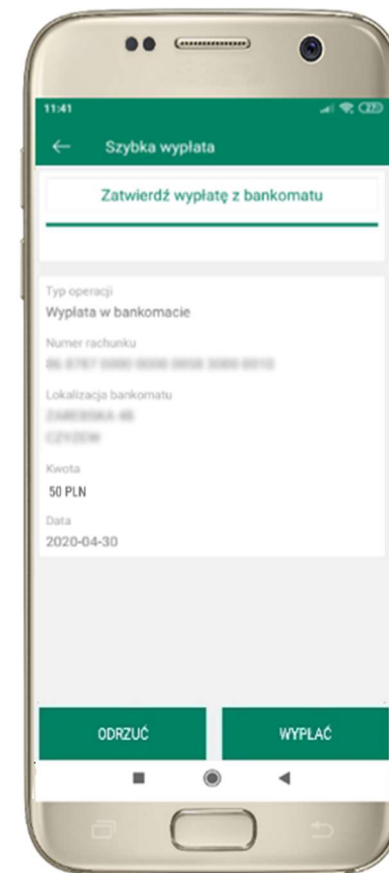 11:41
Szybka wypłata
Zatwierdź wypłatę z bankomatu
Typ operacji
Wypłata w bankomacie
Numer rachunku
Lokalizacja bankomatu
Kwota
50 PLN
Data
2020-04-30
ODRZUĆ WYPŁAĆ